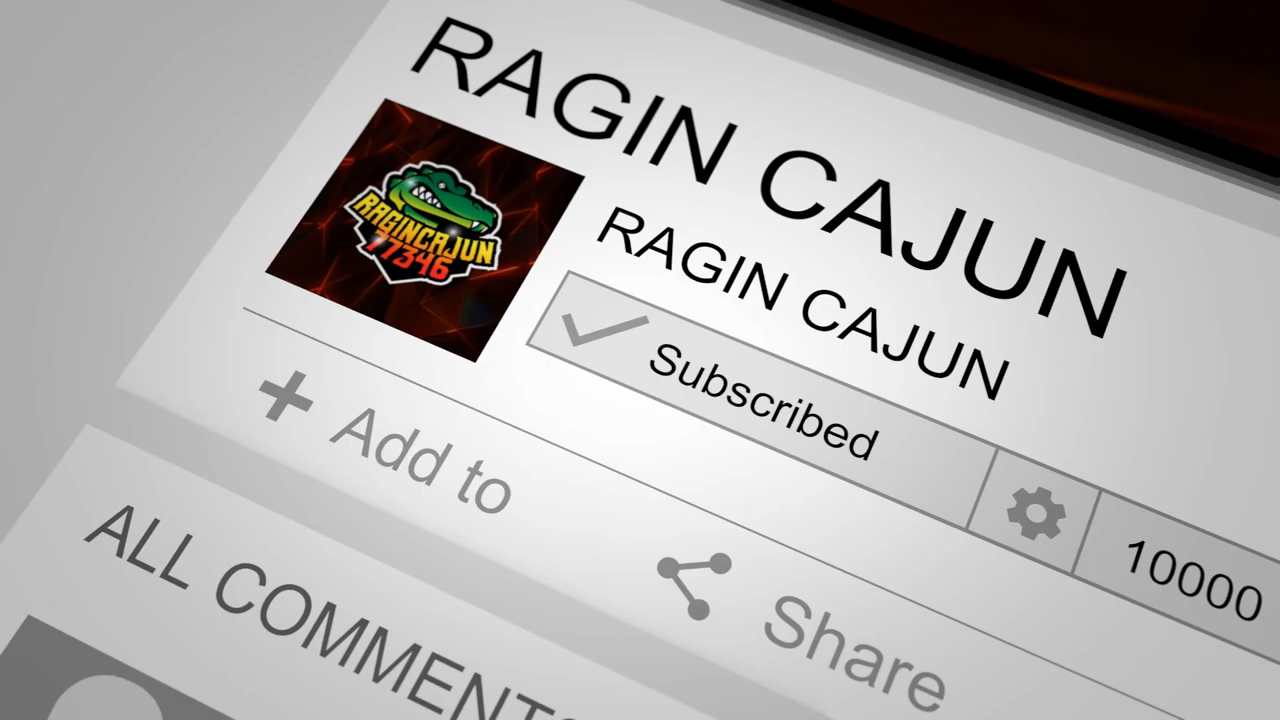 RAGIN CAJUN
RAGINCAJUN
77346
RAGIN CAJUN
Subscribed
10000
Add to
Share
ALL COMMENTS